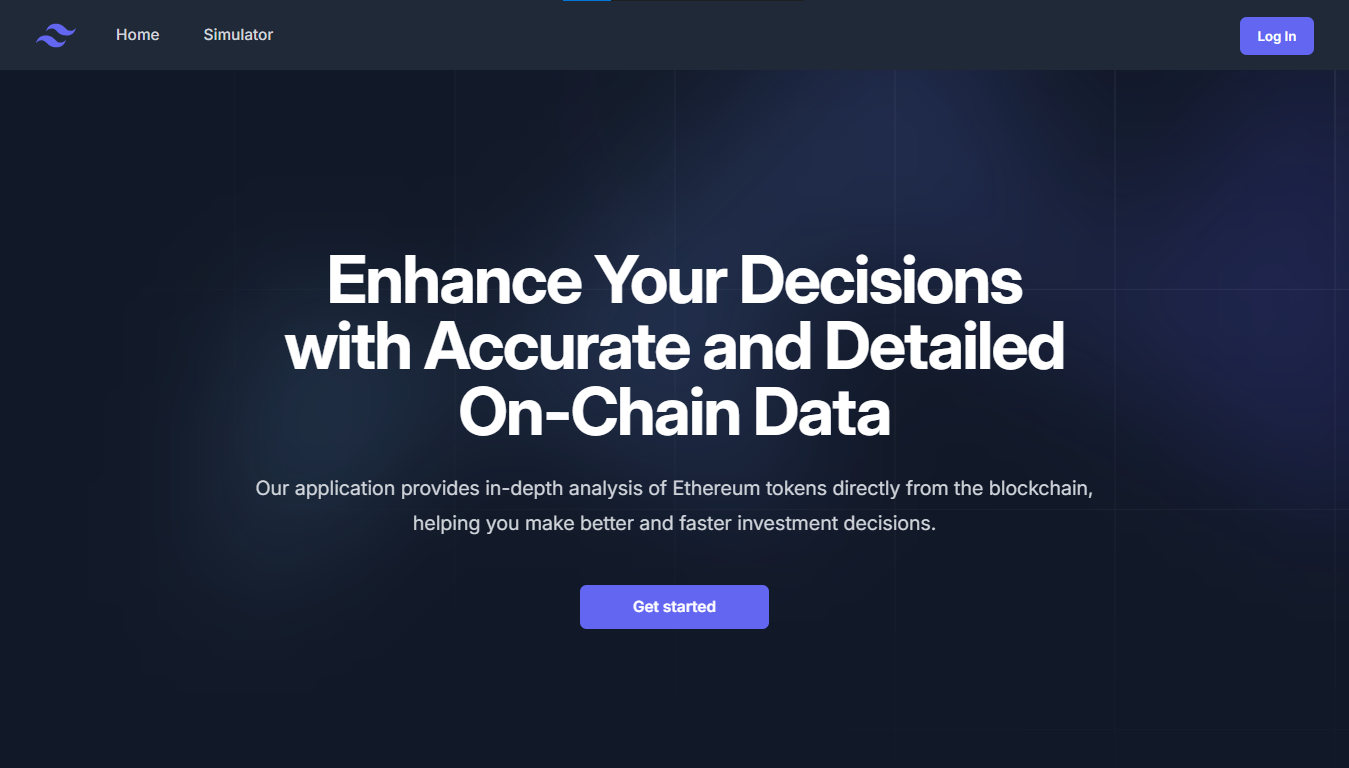 Home
Simulator
Log In
Enhance Your Decisions
with Accurate and Detailed
On-Chain Data
Our application provides in-depth analysis of Ethereum tokens directly from the blockchain,
helping you make better and faster investment decisions.
Get started